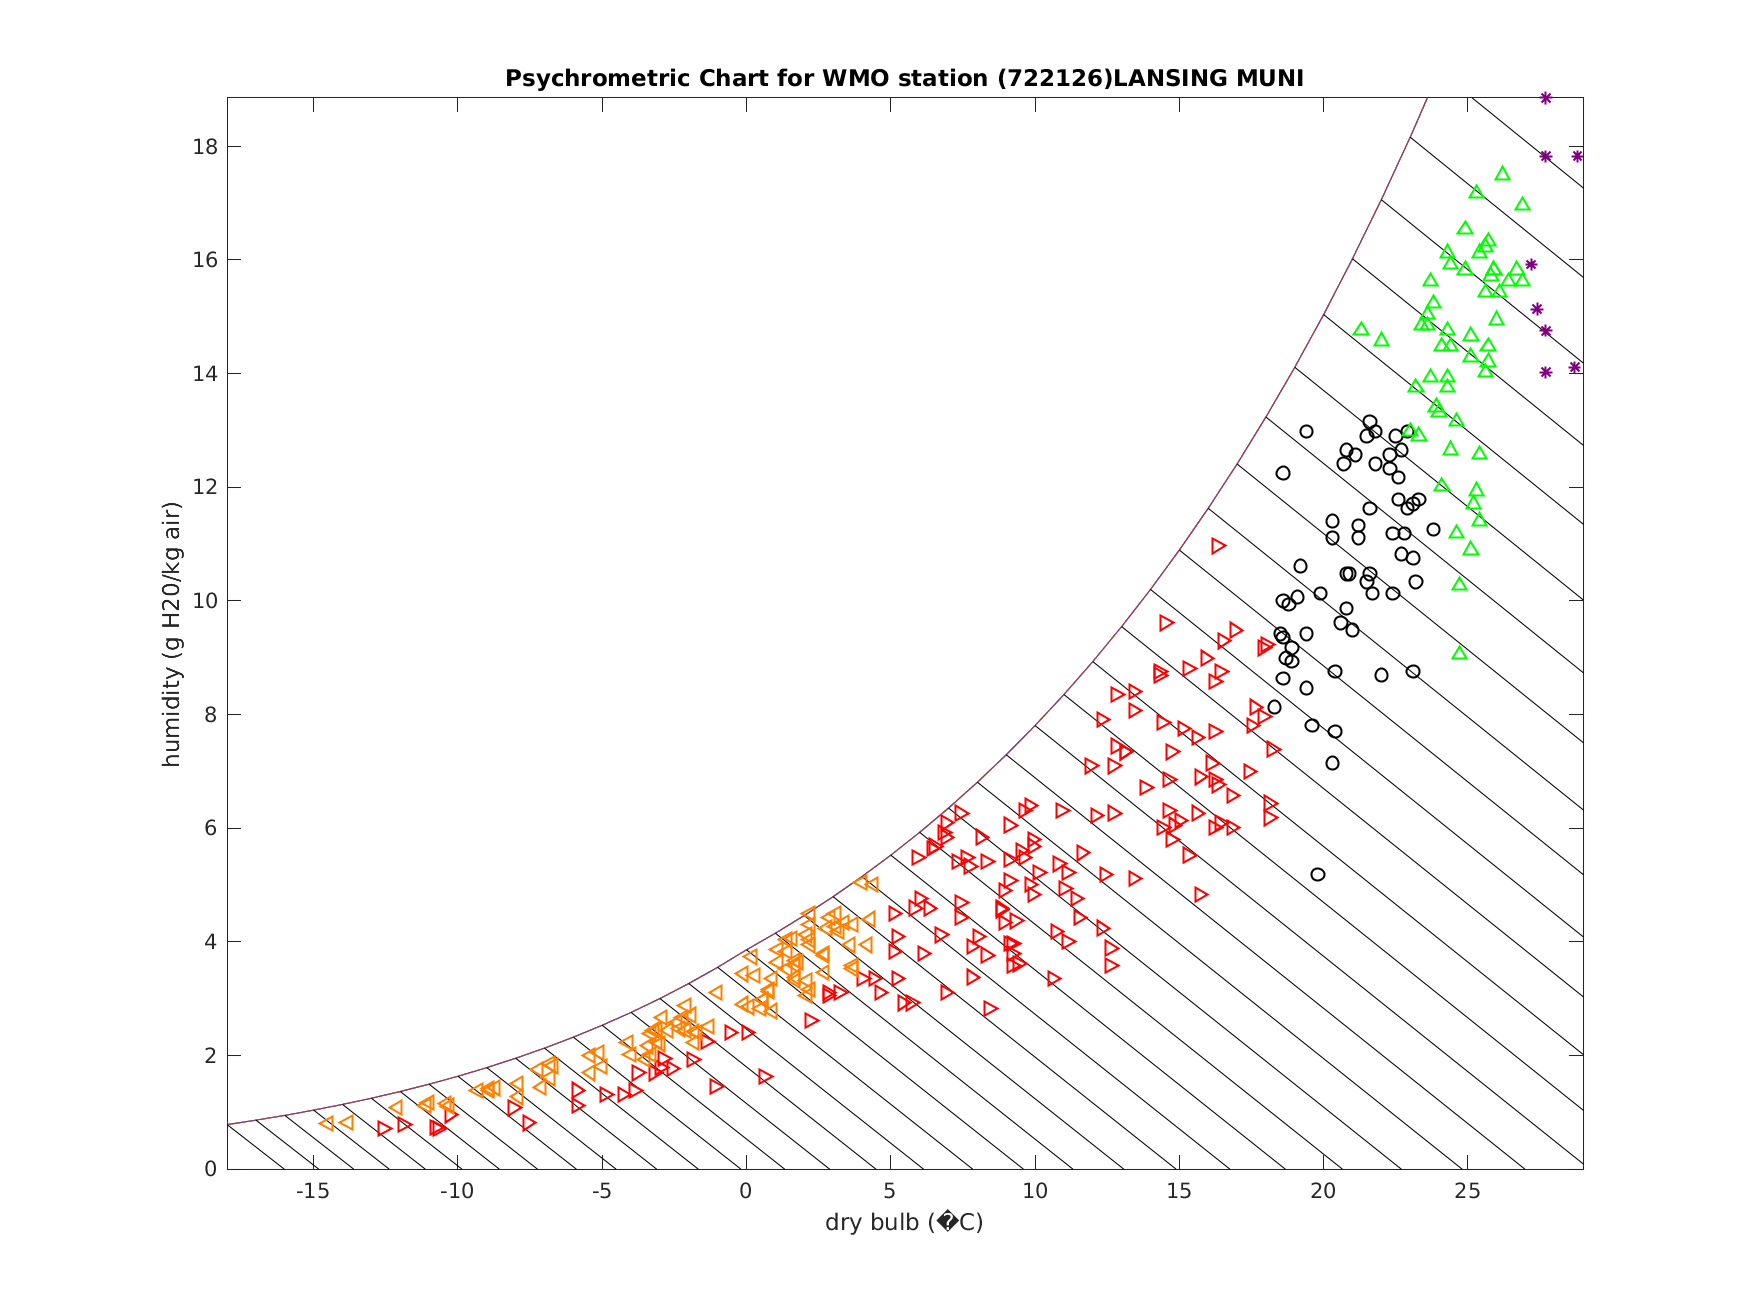 Psychrometric Chart for WMO station (722126)LANSING MUNI
18
16
14
12
10
8
6
4
2
0
humidity (g H20/kg air)
-15 -10 -5 0 5 10 15 20 25
dry bulb (�C)